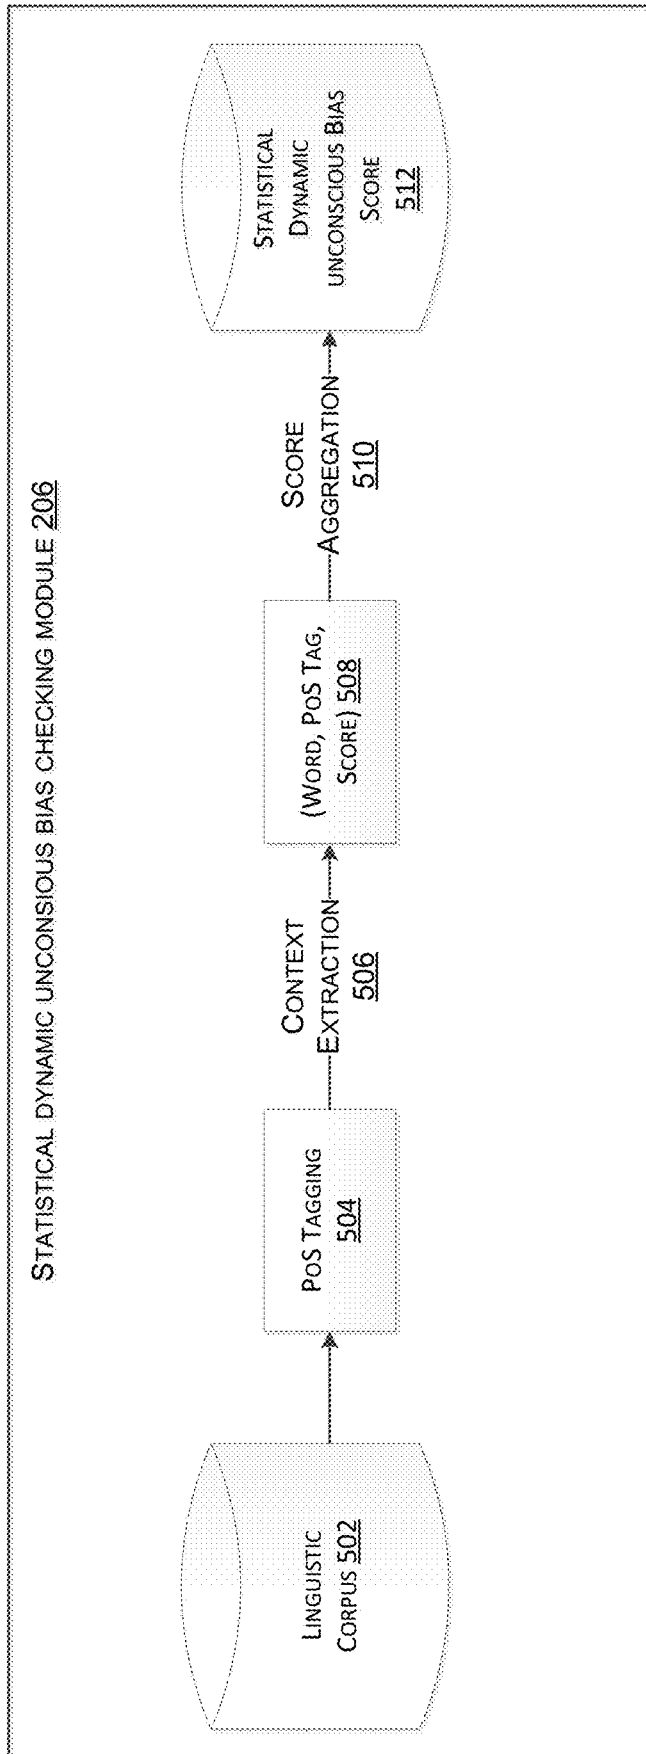 STATISTICAL DYNAMIC UNCONSIOUS BIAS CHECKING MODULE 206
LINGUISTIC
CORPUS 502
POS TAGGING
504
CONTEXT
EXTRACTION
506
(WORD, POS TAG,
SCORE) 508
SCORE
AGGREGATION
510
STATISTICAL
DYNAMIC
UNCONSCIOUS BIAS
SCORE
512